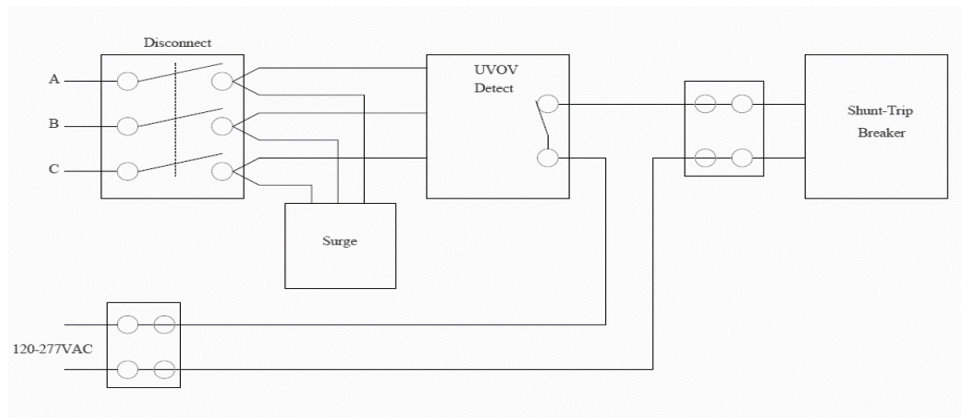 Disconnect
A
B
C
UVOV
Detect
Shunt-Trip
Breaker
Surge
120-277VAC